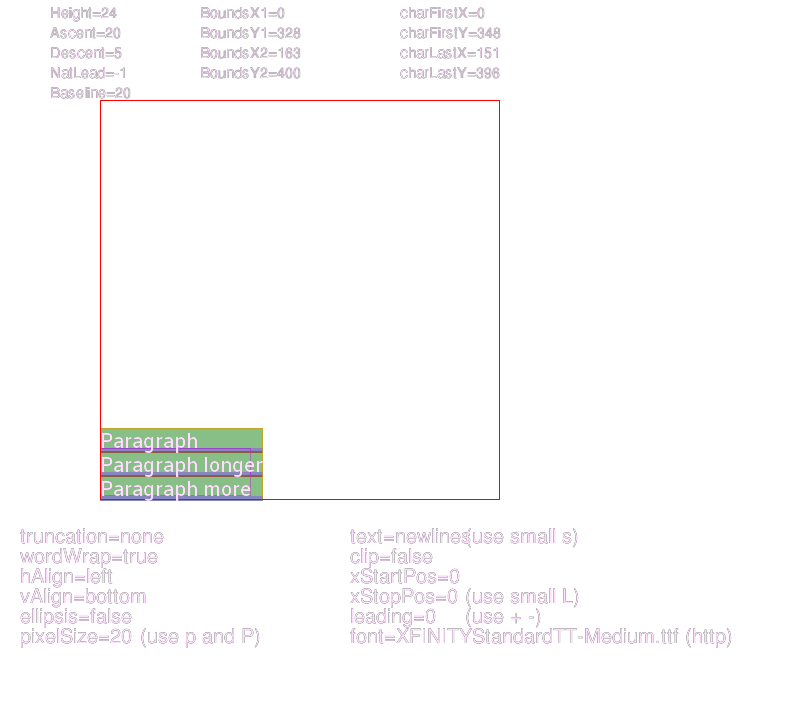 Height=24
Ascent=20
Descent=5
NatLead=-1
Baseline=20
BoundsX1=0
BoundsY1=328
BoundsX2=163
BoundsY2=400
charFirstX=0
charFirstY=348
charLastX=151
charLastY=396
Paragraph
Paragraph longer
Paragraph more
truncation=none
wordWrap=true
hAlign=left
vAlign=bottom
ellipsis=false
pixelSize=20 (use p and P)
text=newlines(use small s)
clip=false
xStartPos=0
xStopPos=0 (use small L)
leading=0 (use + -)
font=XFINITYStandardTT-Medium.ttf (http)